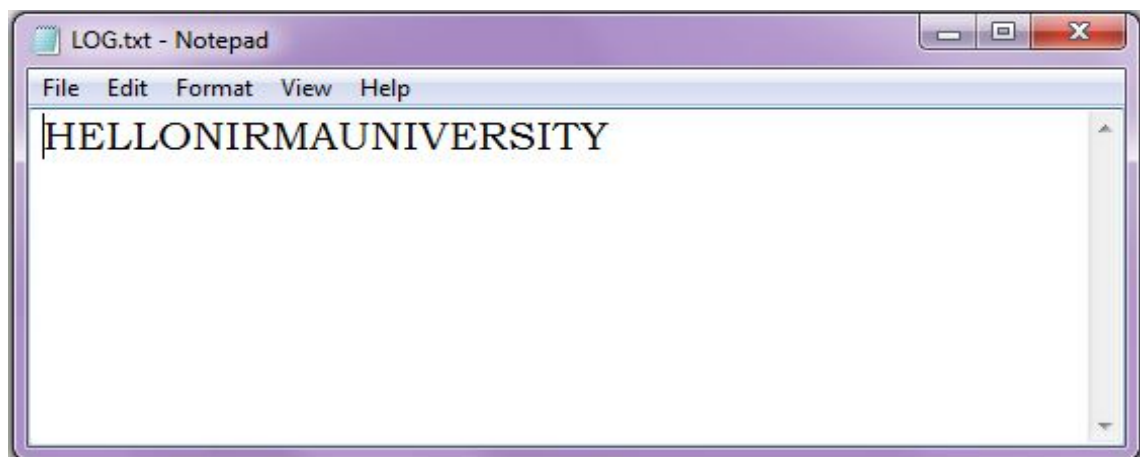 LOG.txt - Notepad
File Edit Format View Help
HELLONIRMAUNIVERSITY